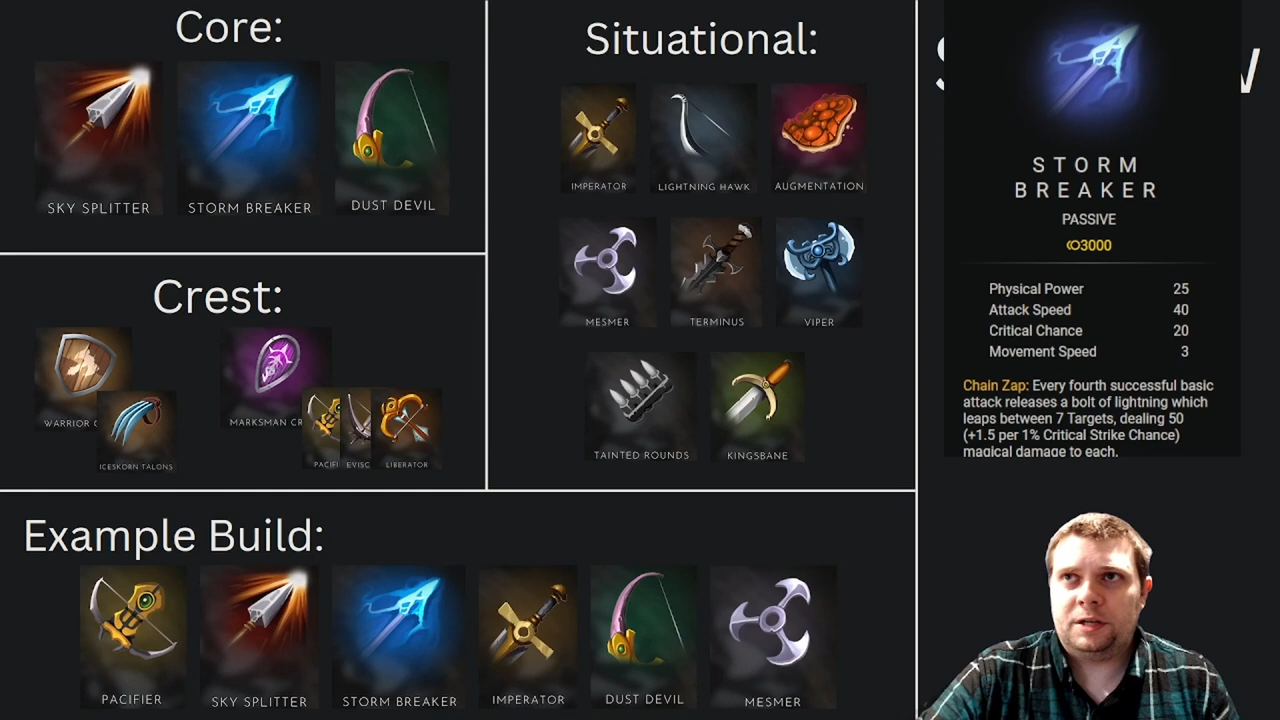 Core:
SKY SPLITTER
STORM BREAKER
DUST DEVIL
Crest:
WARRIOR
ICESKORN TALONS
MARKSMAN
LIBERATOR
Situational:
IMPERATOR
LIGHTNING HAWK
AUGMENTATION
MESMER
TERMINUS
VIPER
TAINTED ROUNDS
KINGSBANE
Example Build:
PACIFIER
SKY SPLITTER
STORM BREAKER
IMPERATOR
DUST DEVIL
MESMER
STORM
BREAKER
PASSIVE
3000
Physical Power 25
Attack Speed 40
Critical Chance 20
Movement Speed 3
Chain Zap: Every fourth successful basic
attack releases a bolt of lightning which
leaps between 7 Targets, dealing 50
(+1.5 per 1% Critical Strike Chance)
magical damage to each.